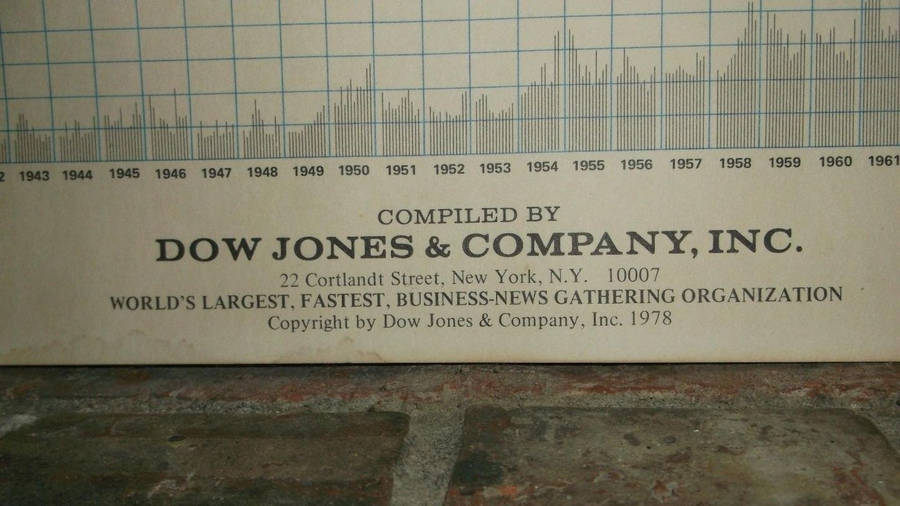 2 1943 1944 1945 1946 1947 1948 1949 1950 1951 1952 1953 1954 1955 1956 1957 1958 1959 1960 1961
COMPILED BY
DOW JONES & COMPANY, INC.
22 Cortlandt Street, New York, N.Y. 10007
WORLD'S LARGEST, FASTEST, BUSINESS-NEWS GATHERING ORGANIZATION
Copyright by Dow Jones & Company, Inc. 1978